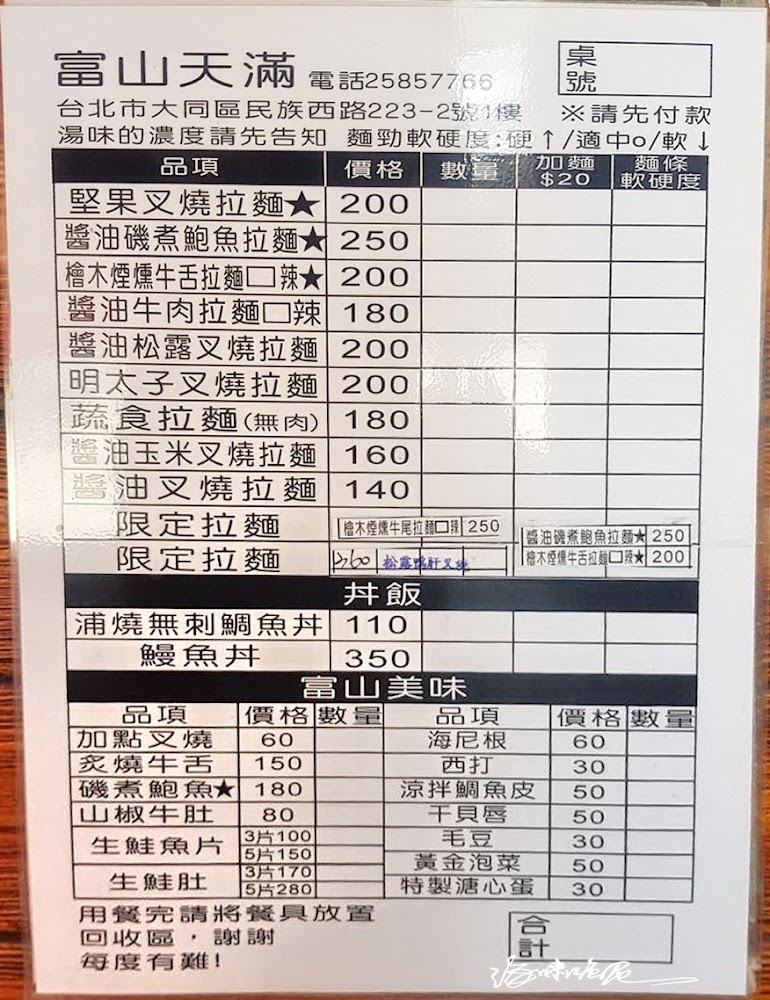 富山天滿 電話25857766 桌號
台北市大同區民族西路223-2號1樓 ※請先付款
湯味的濃度請先告知 麵勁軟硬度:硬↑/適中o/軟↓
品項 價格 數量 加麵$20 麵條軟硬度
堅果叉燒拉麵★ 200
醬油磯煮鮑魚拉麵★ 250
檜木煙燻牛舌拉麵□辣★ 200
醬油牛肉拉麵□辣 180
醬油松露叉燒拉麵 200
明太子叉燒拉麵 200
蔬食拉麵(無肉) 180
醬油玉米叉燒拉麵 160
醬油叉燒拉麵 140
限定拉麵 檜木煙燻牛尾拉麵□辣 250 醬油磯煮鮑魚拉麵★ 250
限定拉麵 260 松露鴨肝叉燒 檜木煙燻牛舌拉麵□辣★ 200
丼飯
浦燒無刺鯛魚丼 110
鰻魚丼 350
富山美味
品項 價格 數量 品項 價格 數量
加點叉燒 60 海尼根 60
炙燒牛舌 150 西打 30
磯煮鮑魚★ 180 涼拌鯛魚皮 50
山椒牛肚 80 干貝唇 50
生鮭魚片 3片100 5片150 毛豆 30
黃金泡菜 50
生鮭肚 3片170 5片280 特製溏心蛋 30
用餐完請將餐具放置
回收區，謝謝
每度有難!
合計